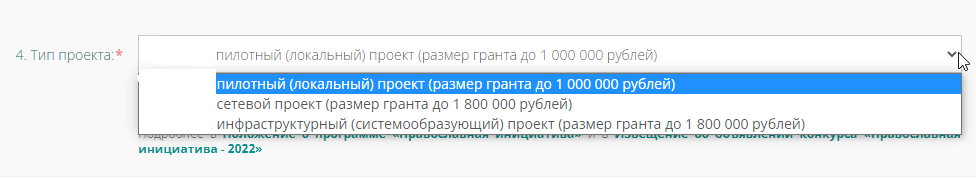 4. Тип проекта:*
пилотный (локальный) проект (размер гранта до 1 000 000 рублей)
пилотный (локальный) проект (размер гранта до 1 000 000 рублей)
сетевой проект (размер гранта до 1 800 000 рублей)
инфраструктурный (системообразующий) проект (размер гранта до 1 800 000 рублей)
Подробнее в Положение о программе «Православная инициатива» и в Извещение об объявлении конкурса «Православная
инициатива - 2022»